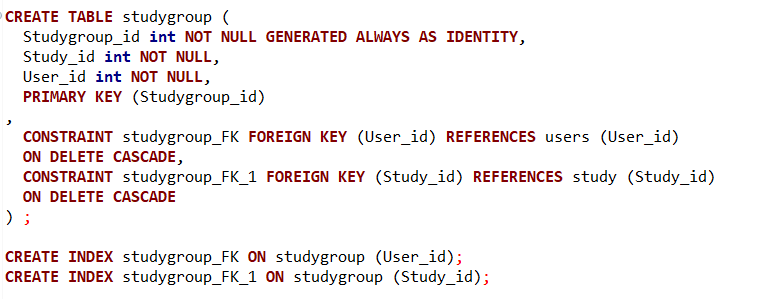 CREATE TABLE studygroup (
  Studygroup_id int NOT NULL GENERATED ALWAYS AS IDENTITY,
  Study_id int NOT NULL,
  User_id int NOT NULL,
  PRIMARY KEY (Studygroup_id)
,
  CONSTRAINT studygroup_FK FOREIGN KEY (User_id) REFERENCES users (User_id)
  ON DELETE CASCADE,
  CONSTRAINT studygroup_FK_1 FOREIGN KEY (Study_id) REFERENCES study (Study_id)
  ON DELETE CASCADE
) ;

CREATE INDEX studygroup_FK ON studygroup (User_id);
CREATE INDEX studygroup_FK_1 ON studygroup (Study_id);